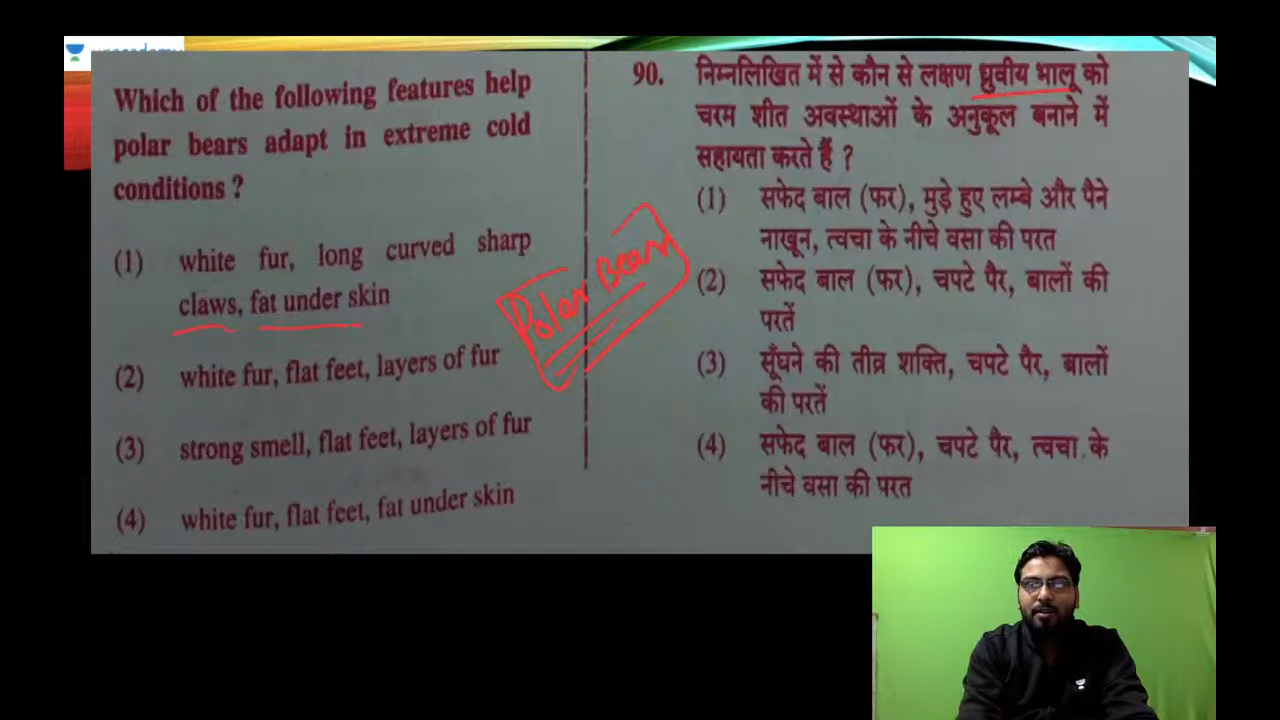 Which of the following features help
polar bears adapt in extreme cold
conditions ?
(1) white fur, long curved sharp
claws, fat under skin
(2) white fur, flat feet, layers of fur
(3) strong smell, flat feet, layers of fur
(4) white fur, flat feet, fat under skin
Polar Bear
90. निम्नलिखित में से कौन से लक्षण ध्रुवीय भालू को
चरम शीत अवस्थाओं के अनुकूल बनाने में
सहायता करते हैं ?
(1) सफेद बाल (फर), मुड़े हुए लम्बे और पैने
नाखून, त्वचा के नीचे वसा की परत
(2) सफेद बाल (फर), चपटे पैर, बालों की
परतें
(3) सूँघने की तीव्र शक्ति, चपटे पैर, बालों
की परतें
(4) सफेद बाल (फर), चपटे पैर, त्वचा के
नीचे वसा की परत